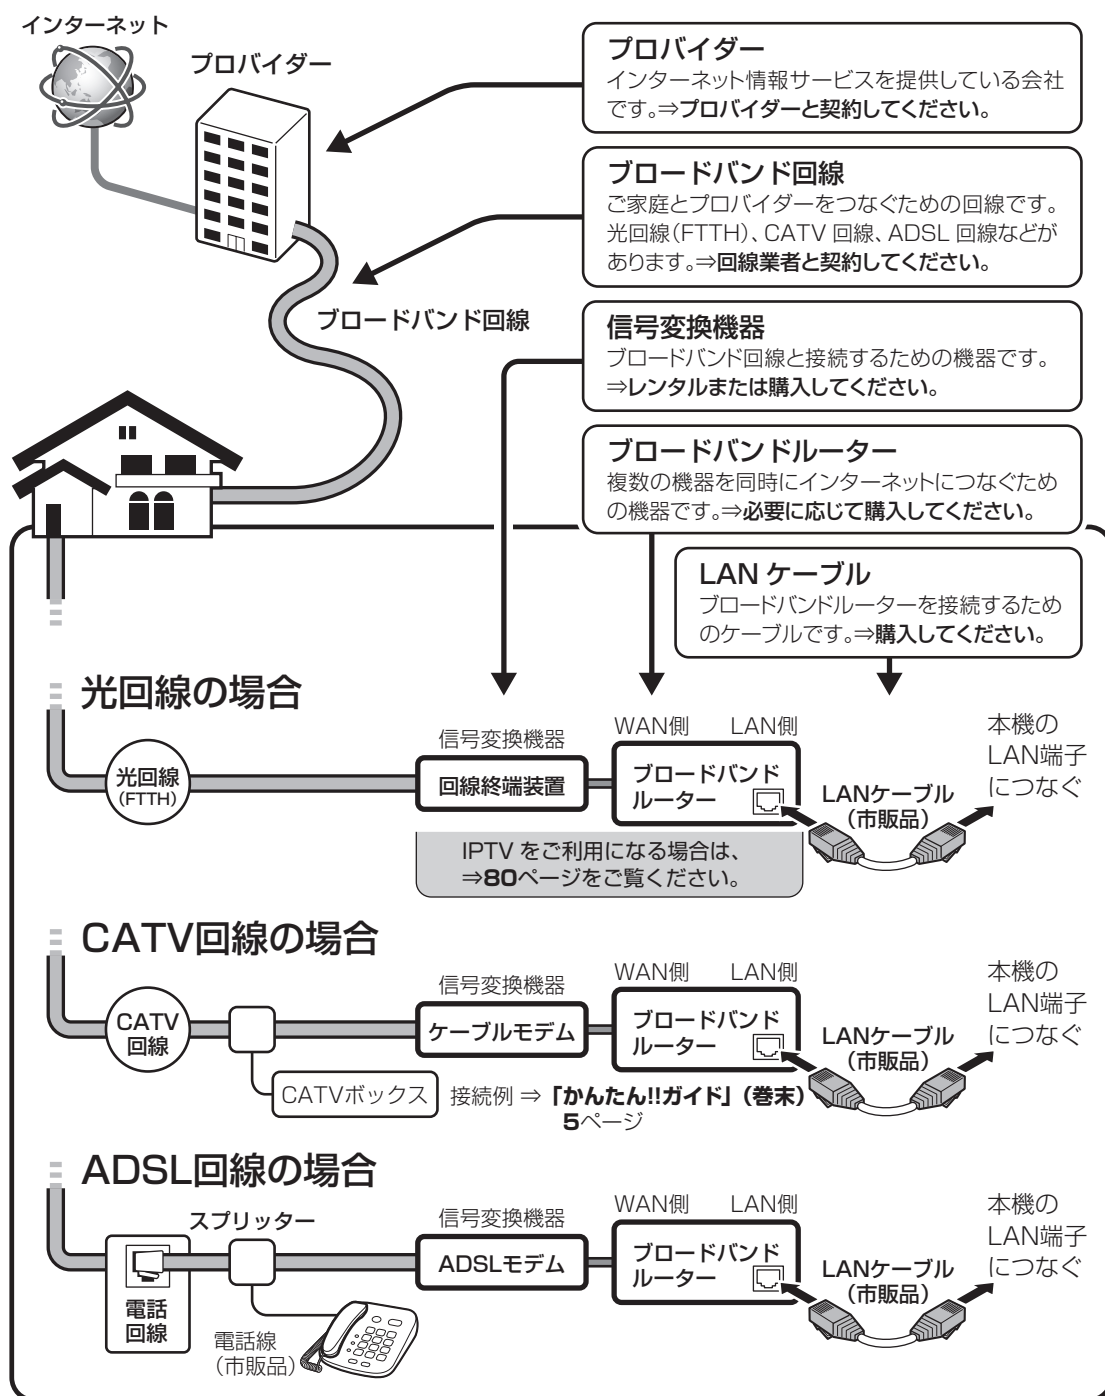 インターネット
プロバイダー
プロバイダー
インターネット情報サービスを提供している会社
です。⇒プロバイダーと契約してください。
ブロードバンド回線
ご家庭とプロバイダーをつなぐための回線です。
光回線(FTTH)、CATV 回線、ADSL 回線などが
あります。⇒回線業者と契約してください。
ブロードバンド回線
信号変換機器
ブロードバンド回線と接続するための機器です。
⇒レンタルまたは購入してください。
ブロードバンドルーター
複数の機器を同時にインターネットにつなぐため
の機器です。⇒必要に応じて購入してください。
LAN ケーブル
ブロードバンドルーターを接続するため
のケーブルです。⇒購入してください。
光回線の場合
光回線
(FTTH)
信号変換機器
回線終端装置
WAN側 LAN側
ブロードバンド
ルーター
LANケーブル
(市販品)
本機の
LAN端子
につなぐ
IPTV をご利用になる場合は、
⇒80ページをご覧ください。
CATV回線の場合
CATV
回線
信号変換機器
ケーブルモデム
WAN側 LAN側
ブロードバンド
ルーター
LANケーブル
(市販品)
本機の
LAN端子
につなぐ
CATVボックス
接続例 ⇒ 「かんたん!!ガイド」(巻末)
5ページ
ADSL回線の場合
スプリッター
電話
回線
電話線
(市販品)
信号変換機器
ADSLモデム
WAN側 LAN側
ブロードバンド
ルーター
LANケーブル
(市販品)
本機の
LAN端子
につなぐ